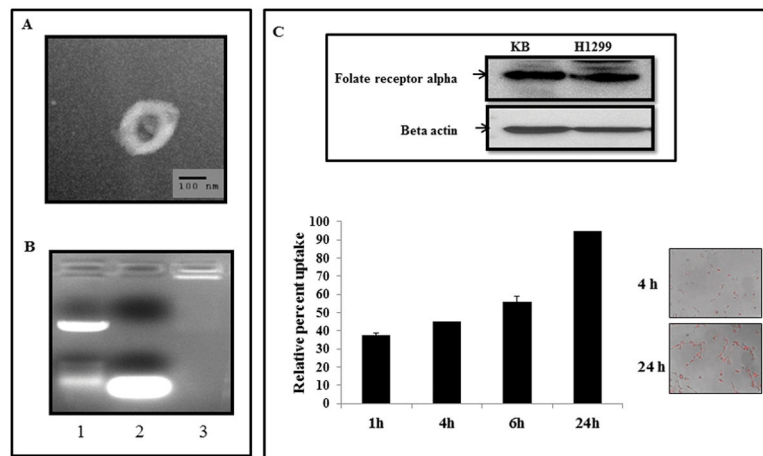 A
100 nm
B
1 2 3
C
KB H1299
Folate receptor alpha
Beta actin
Relative percent uptake
100
90
80
70
60
50
40
30
20
10
0
1h 4h 6h 24h
4 h
24 h